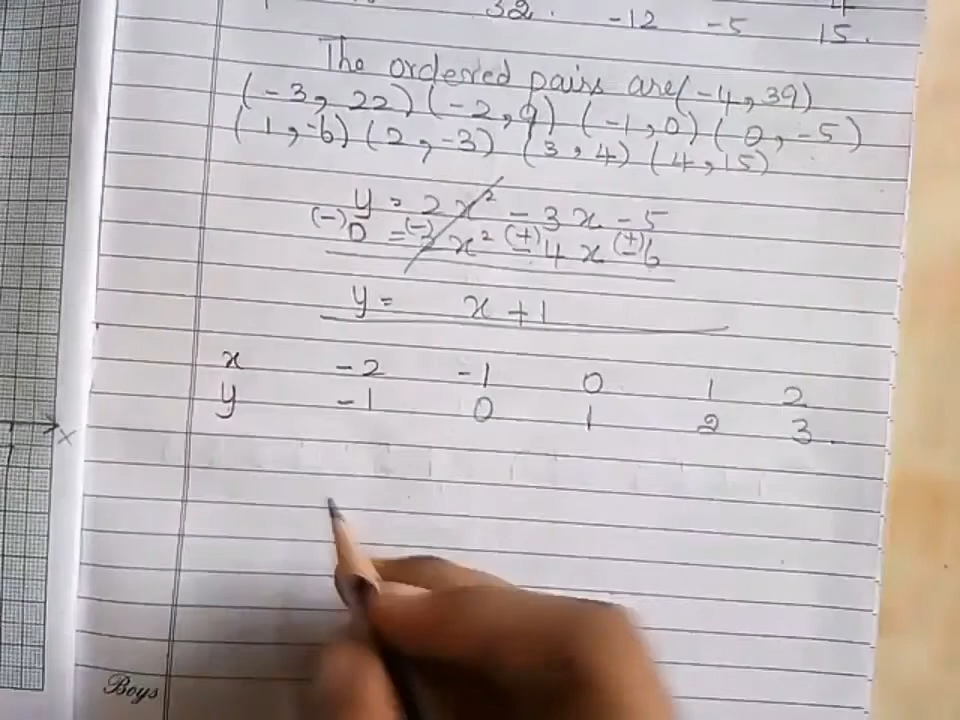 32. -12 -5 15.
The ordered pairs are (-4, 39)
(-3, 22) (-2, 9) (-1, 0) (0, -5)
(1, -6) (2, -3) (3, 4) (4, 15)
y = 2x² - 3x - 5
(-) 0 = (-) x² (+) - 4x (+) - 6
y = x + 1
x -2 -1 0 1 2
y -1 0 1 2 3.
X
Boys